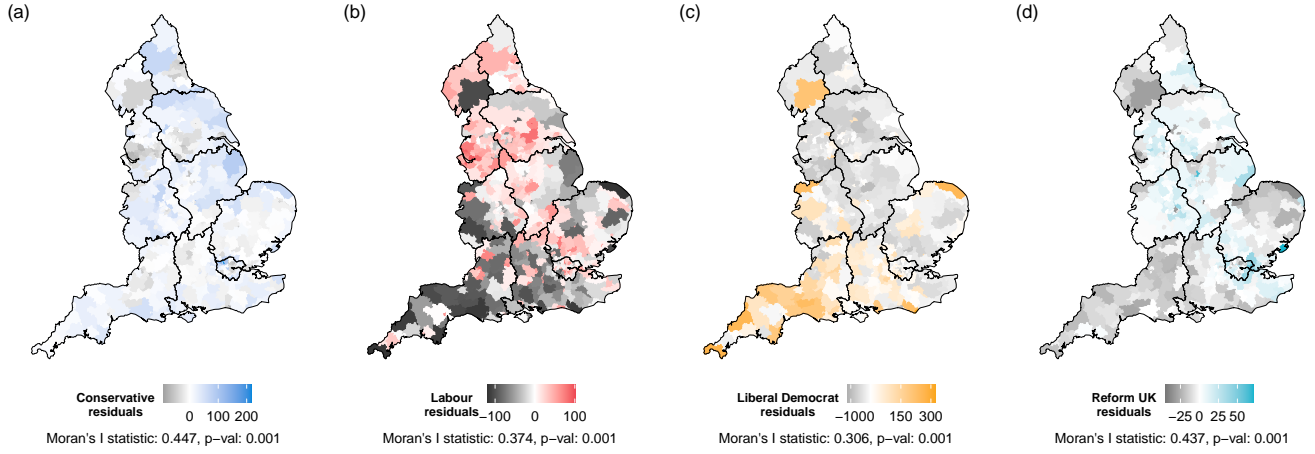 (a)
(b)
(c)
(d)
Conservative residuals
0 100 200
Moran's I statistic: 0.447, p−val: 0.001
Labour residuals
−100 0 100
Moran's I statistic: 0.374, p−val: 0.001
Liberal Democrat residuals
−1000 150 300
Moran's I statistic: 0.306, p−val: 0.001
Reform UK residuals
−25 0 25 50
Moran's I statistic: 0.437, p−val: 0.001